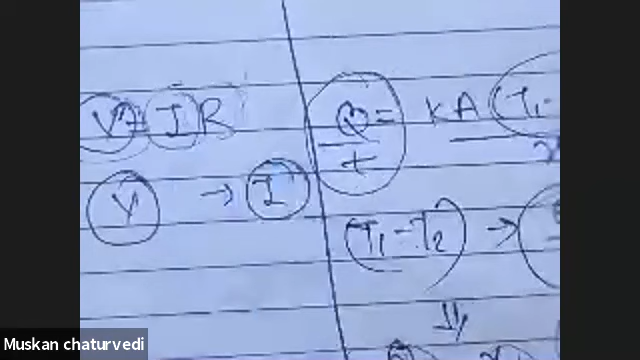 V = IR
V → I
Q/t = KA (T₁-
(T₁ - T₂) →
Muskan chaturvedi